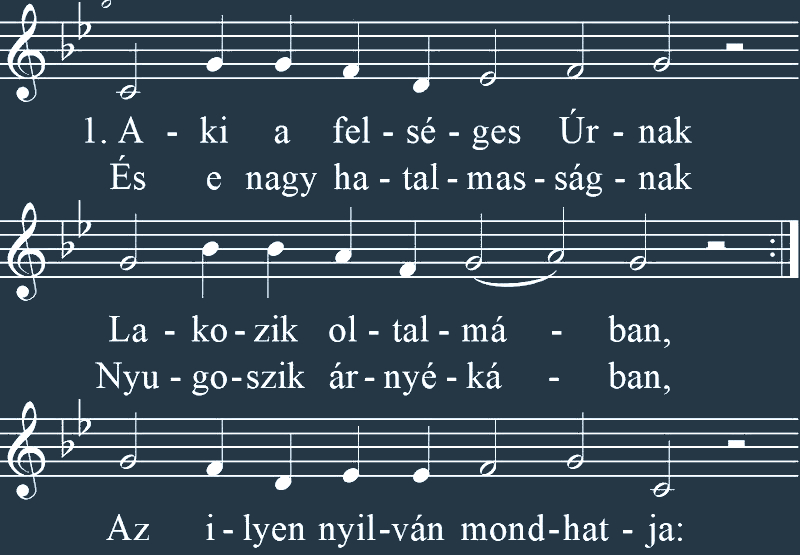 1. A - ki a fel - sé - ges Úr - nak
És e nagy ha - tal - mas - ság - nak
La - ko - zik ol - tal - má - ban,
Nyu - go - szik ár - nyé - ká - ban,
Az i - lyen nyil - ván mond - hat - ja: